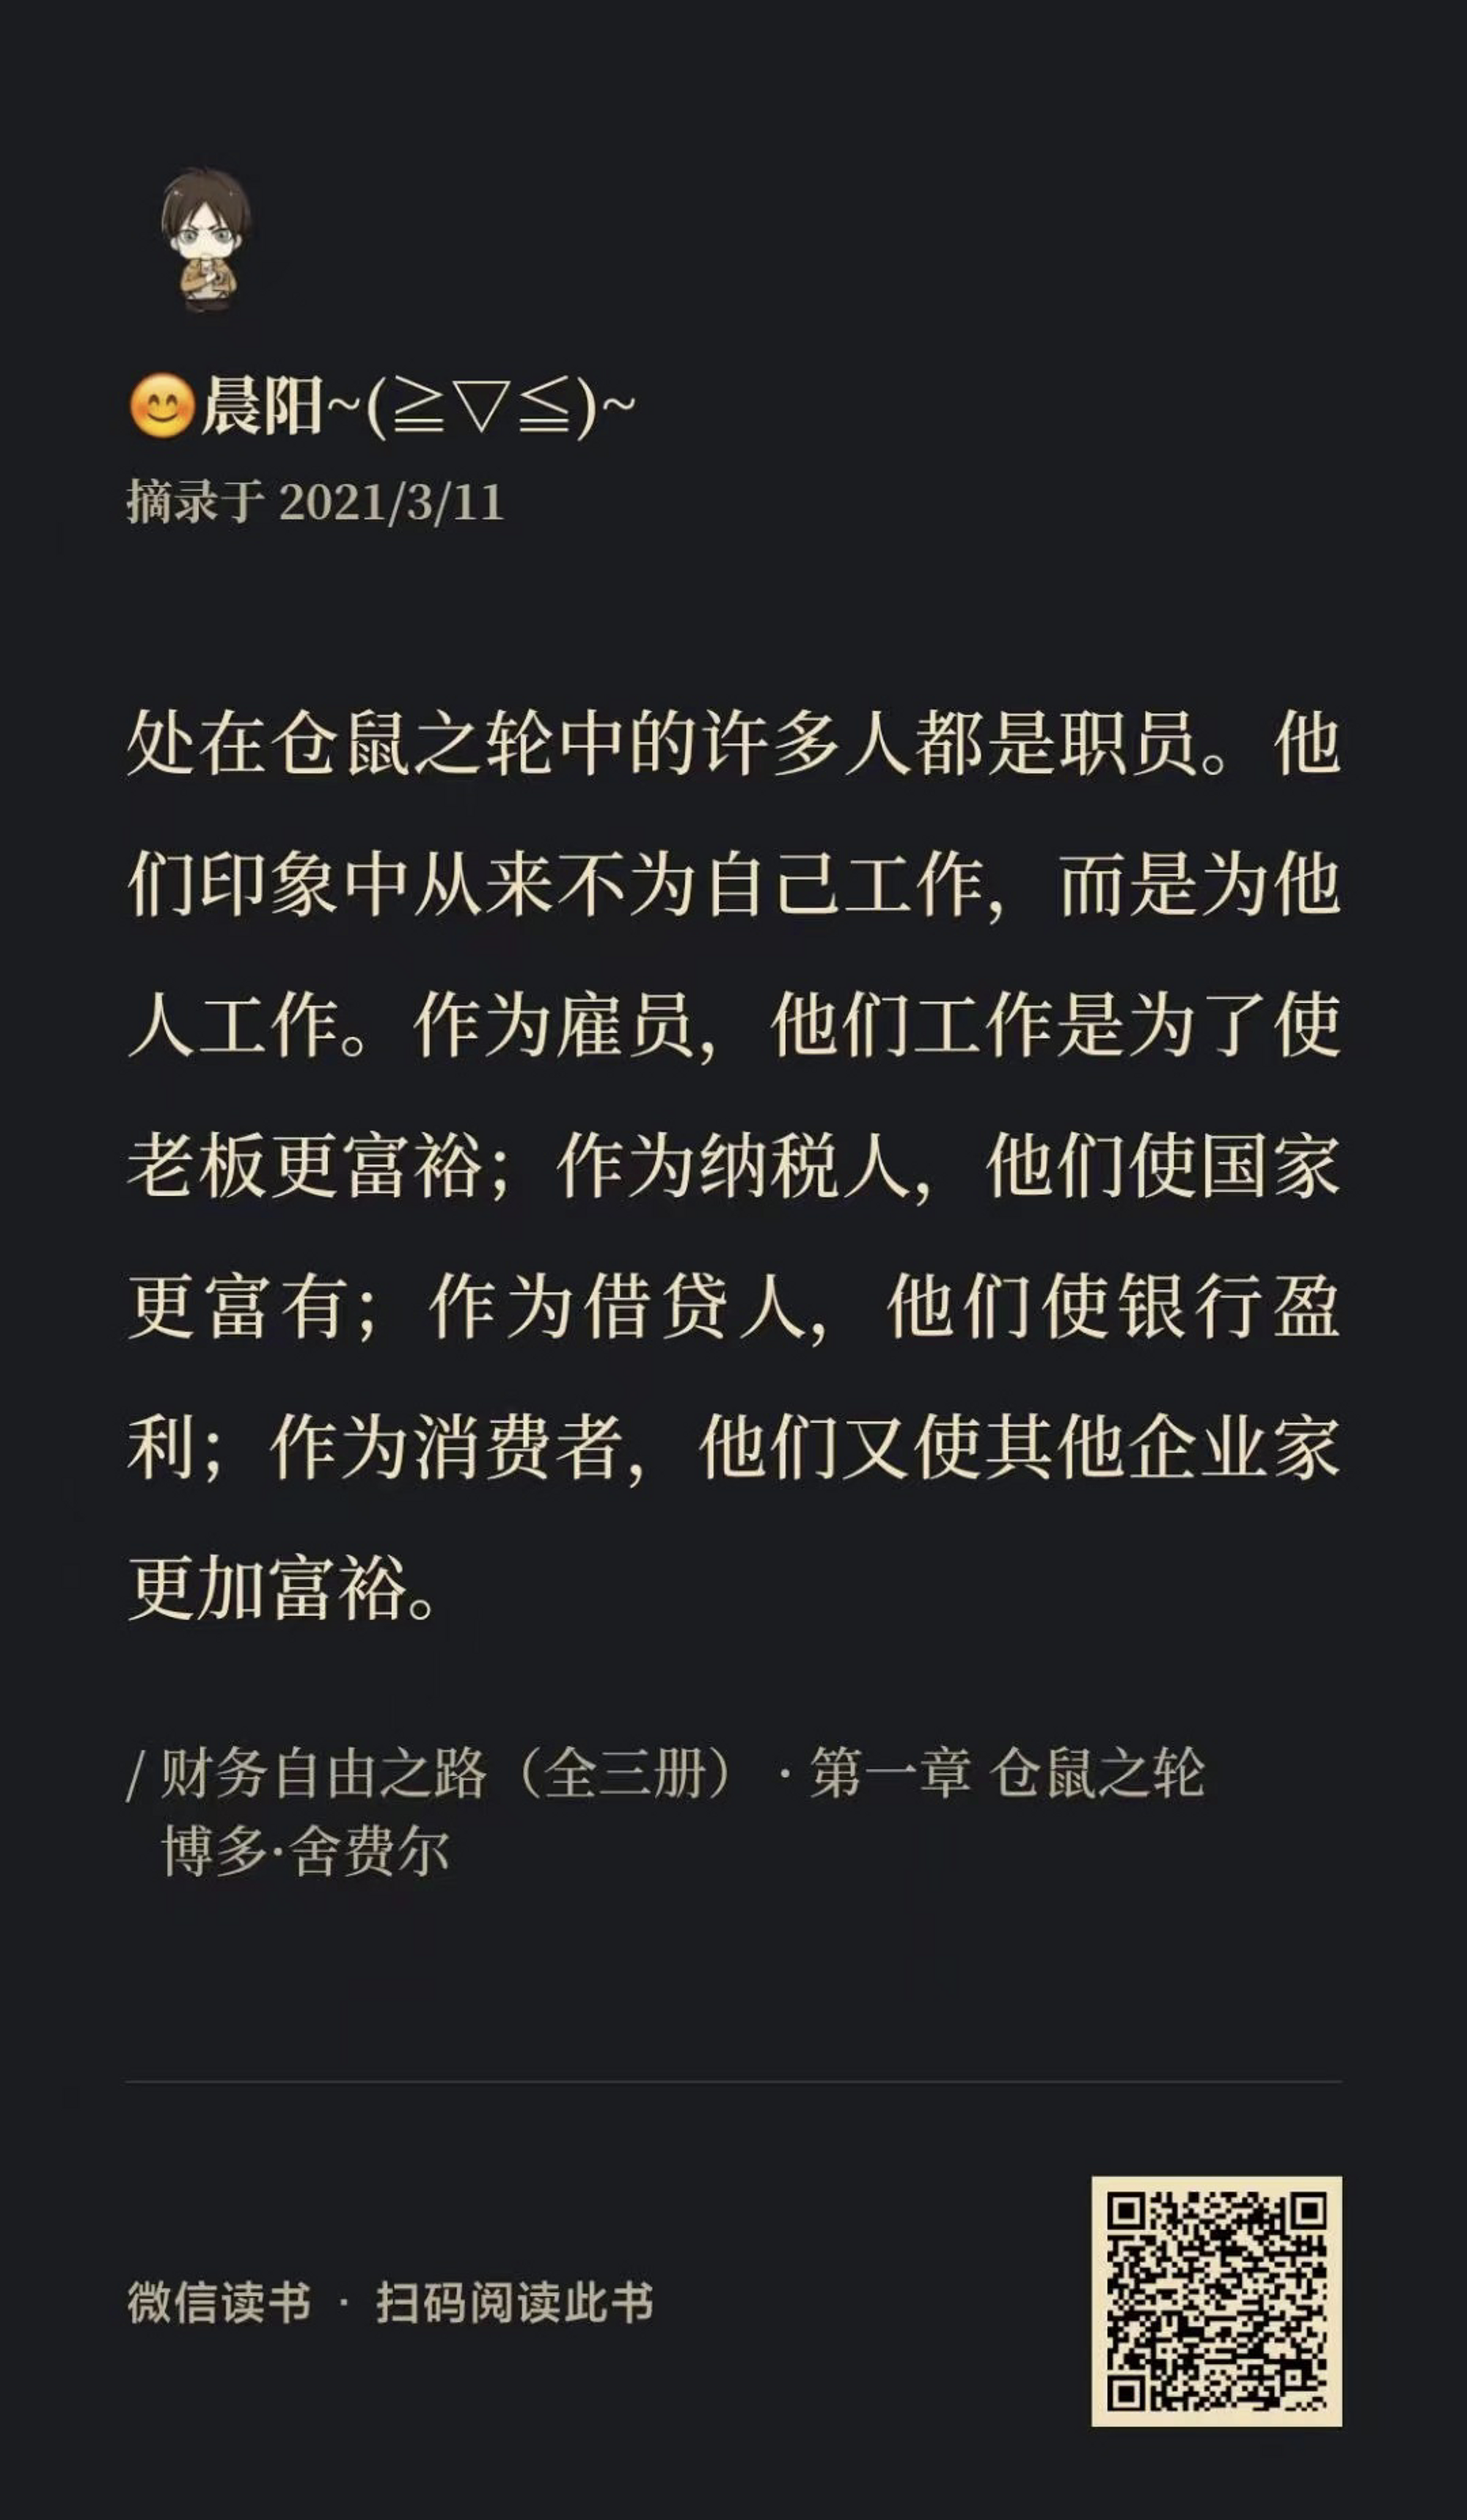 😊晨阳~(≧▽≦)~
摘录于 2021/3/11
处在仓鼠之轮中的许多人都是职员。他
们印象中从来不为自己工作，而是为他
人工作。作为雇员，他们工作是为了使
老板更富裕；作为纳税人，他们使国家
更富有；作为借贷人，他们使银行盈
利；作为消费者，他们又使其他企业家
更加富裕。
/ 财务自由之路（全三册） · 第一章 仓鼠之轮
博多·舍费尔
微信读书 · 扫码阅读此书